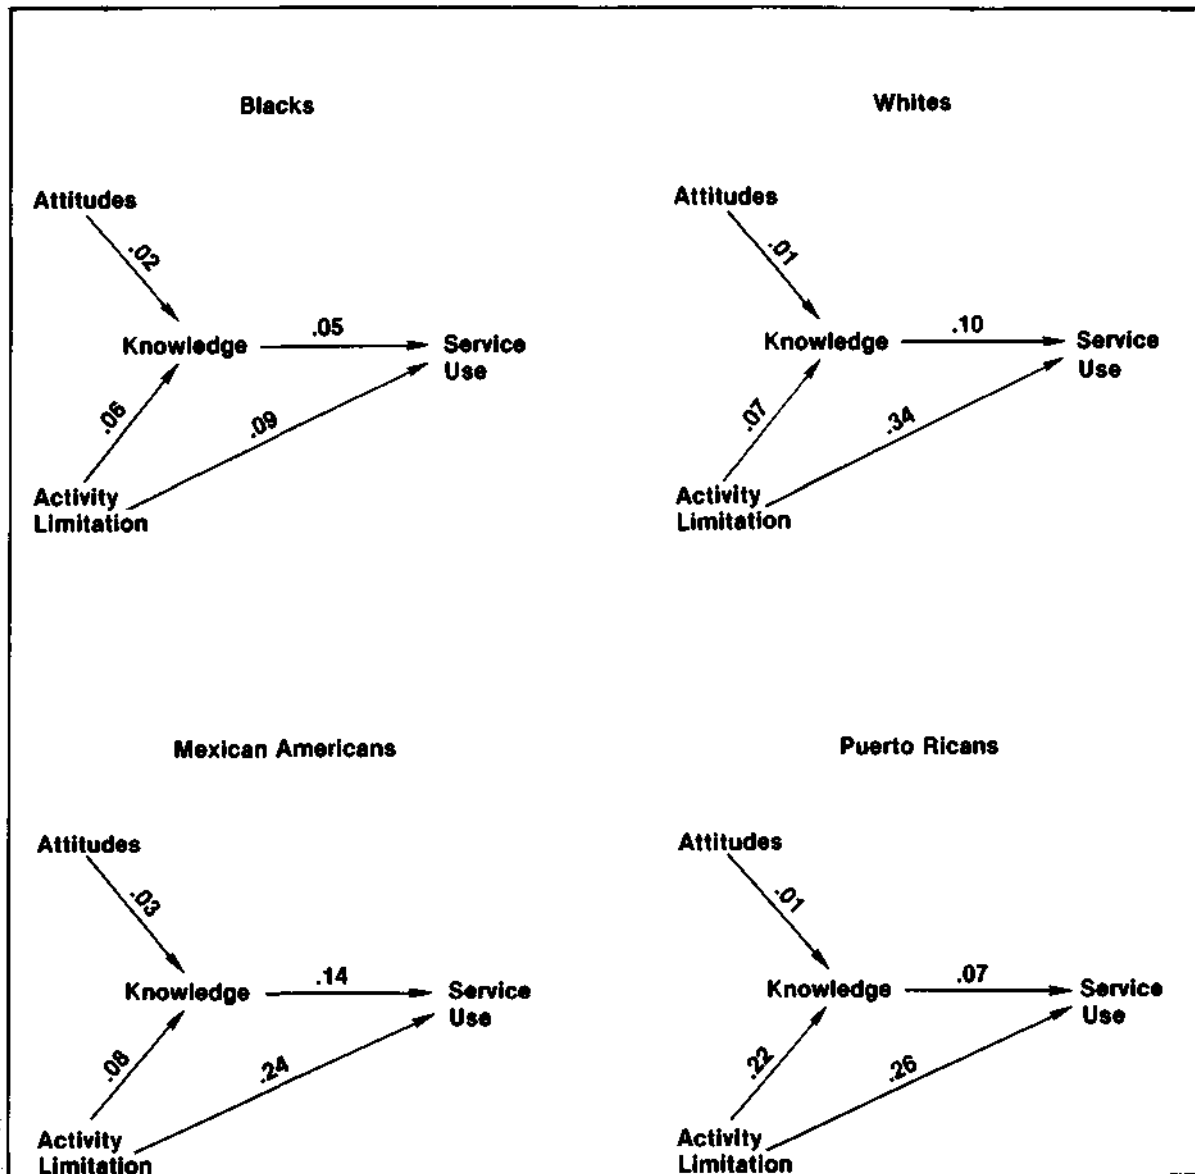 Blacks
Attitudes
.02
Knowledge
.05
Service
Use
.06
.09
Activity
Limitation
Whites
Attitudes
.01
Knowledge
.10
Service
Use
.07
.34
Activity
Limitation
Mexican Americans
Attitudes
.03
Knowledge
.14
Service
Use
.08
.24
Activity
Limitation
Puerto Ricans
Attitudes
.01
Knowledge
.07
Service
Use
.22
.26
Activity
Limitation